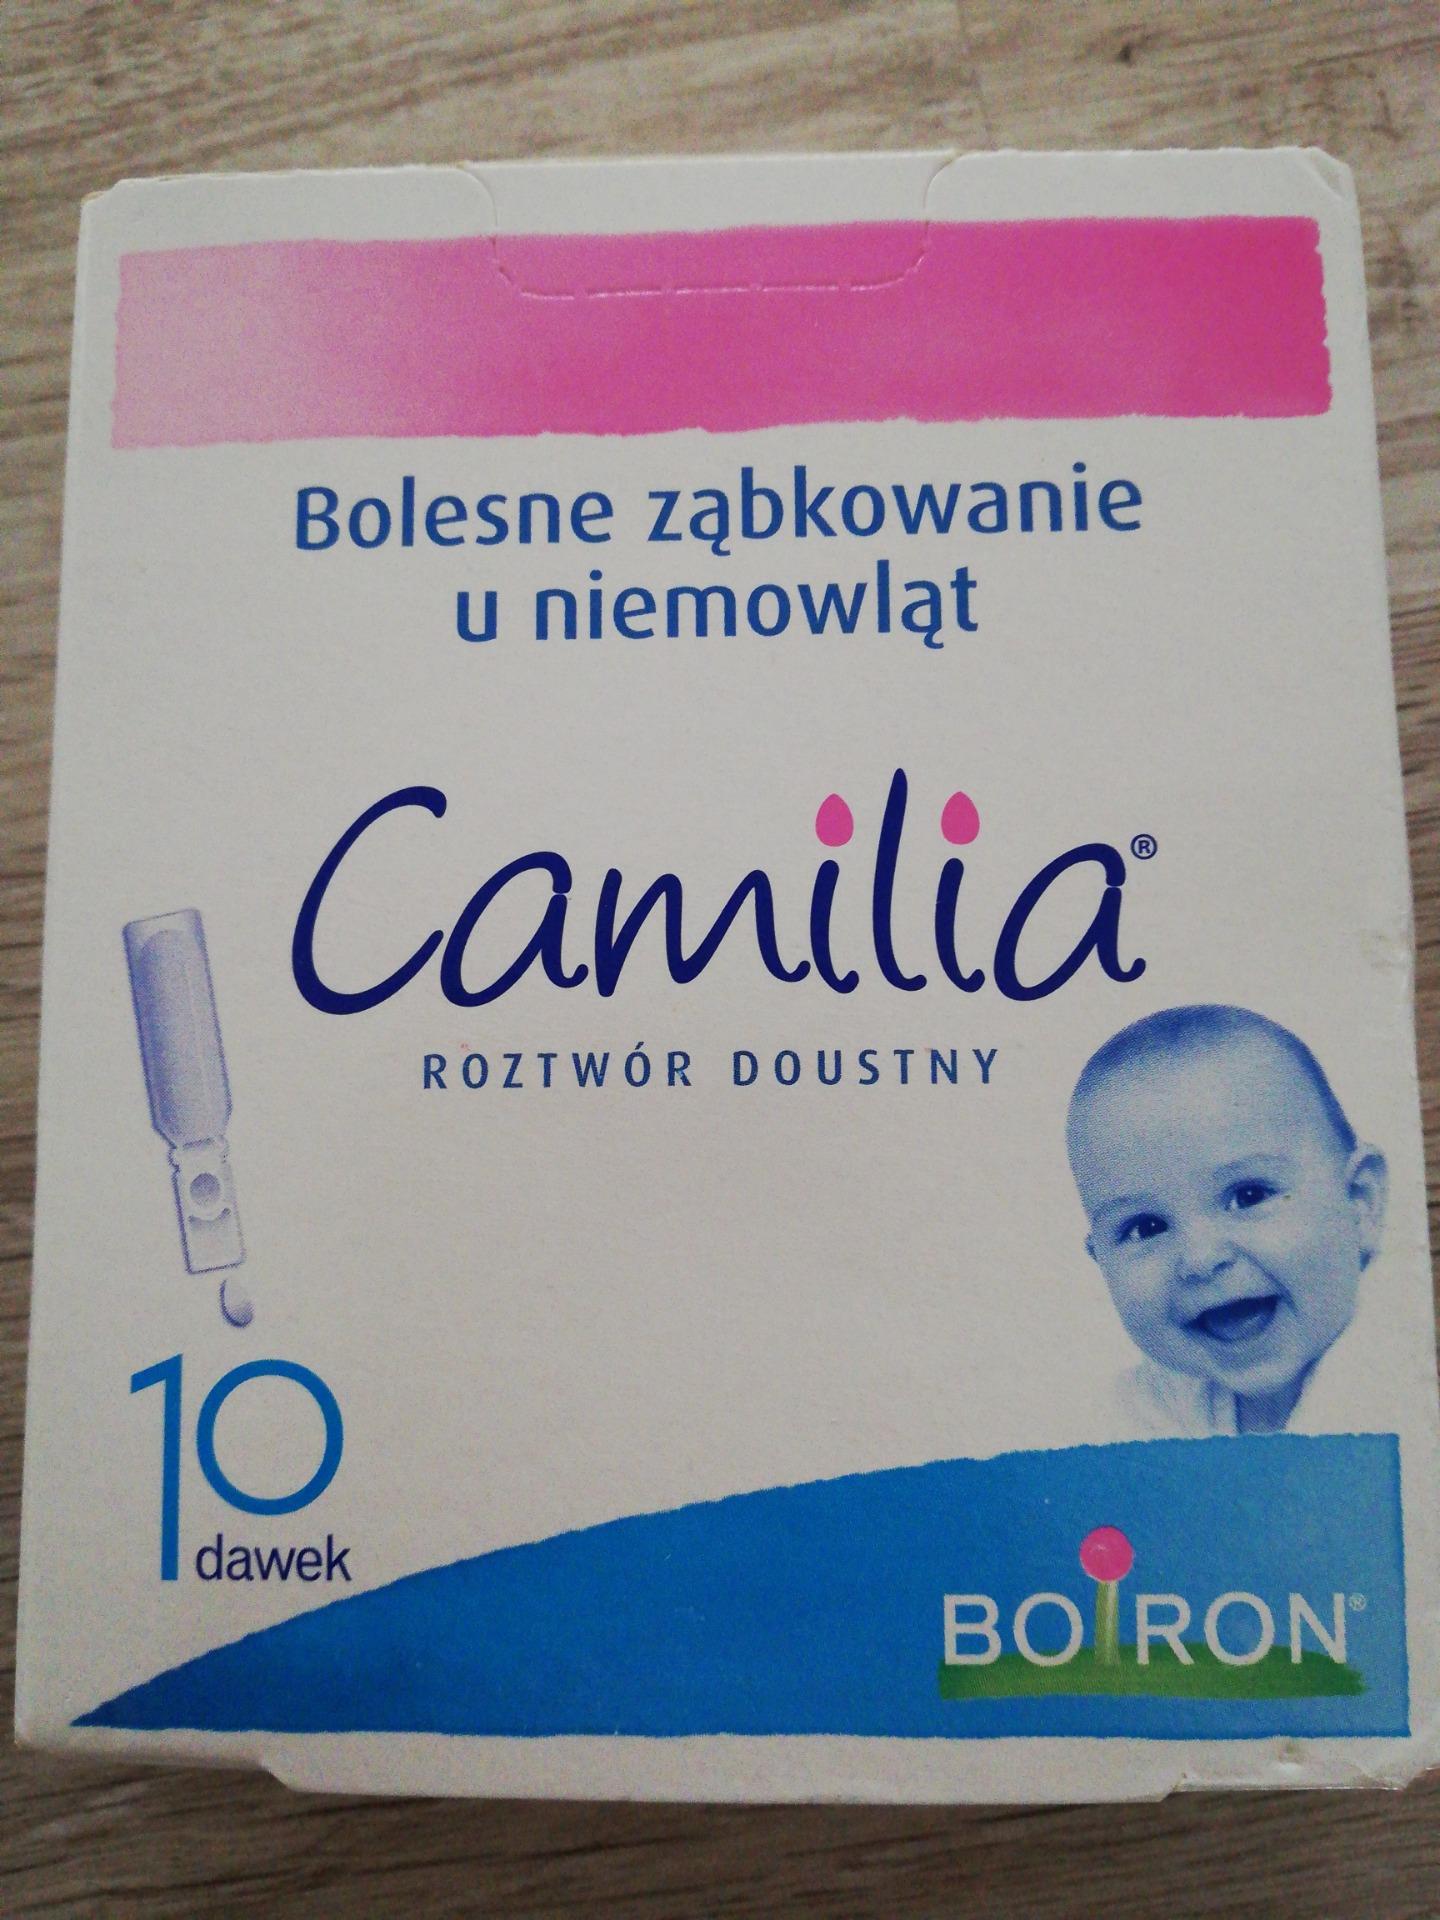 Bolesne ząbkowanie
u niemowląt
Camilia®
ROZTWÓR DOUSTNY
10
dawek
BOIRON®